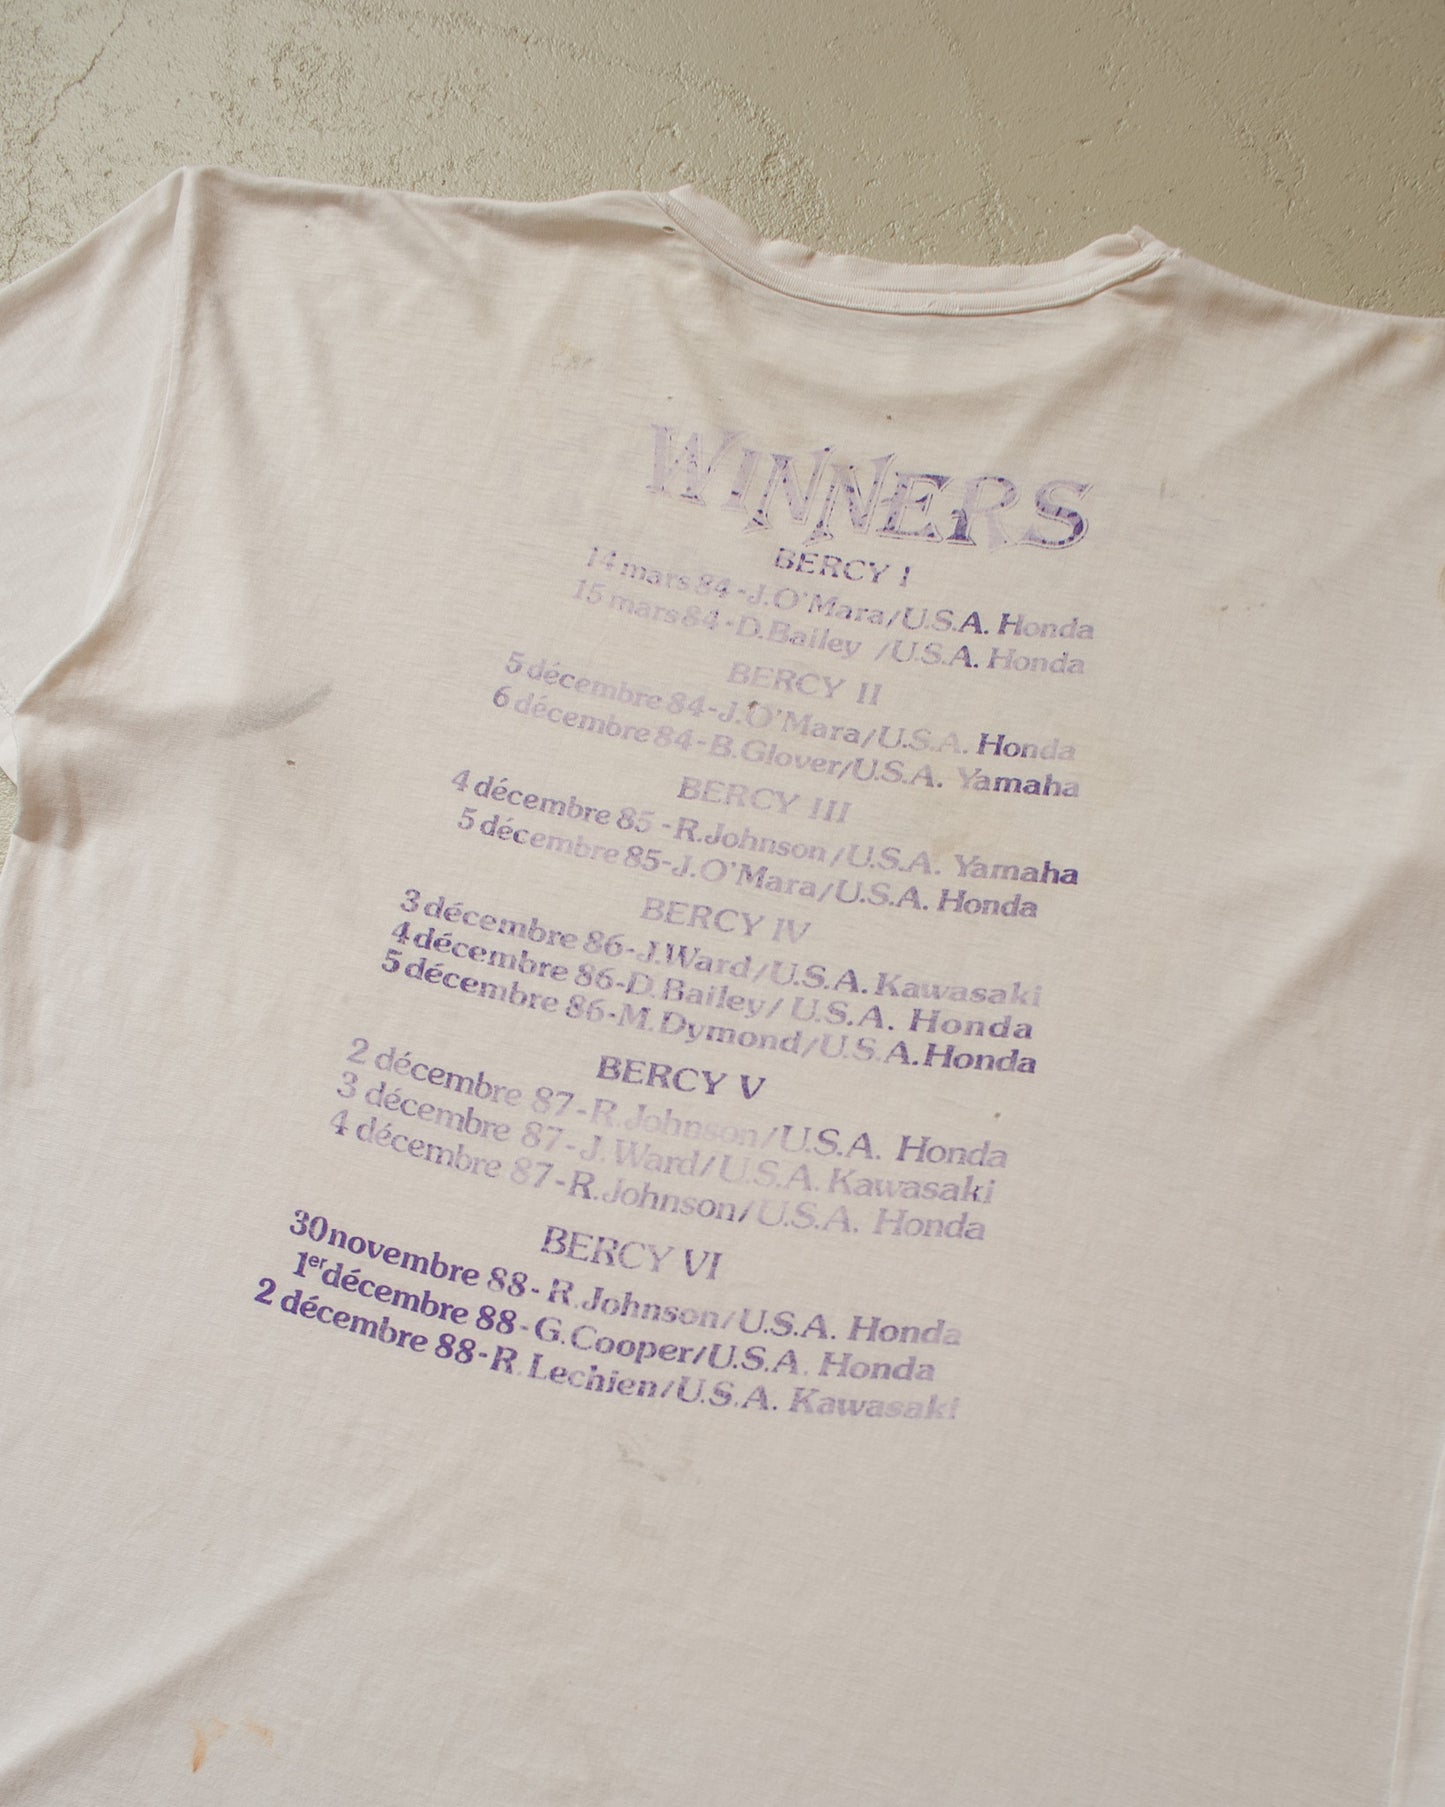 WINNERS
BERCY I
14 mars 84-J.O'Mara/U.S.A. Honda
15 mars 84-D.Bailey /U.S.A. Honda
BERCY II
5 décembre 84-J.O'Mara/U.S.A. Honda
6 décembre 84-B.Glover/U.S.A. Yamaha
BERCY III
4 décembre 85-R.Johnson/U.S.A. Yamaha
5 décembre 85-J.O'Mara/U.S.A. Honda
BERCY IV
3 décembre 86-J.Ward/U.S.A. Kawasaki
4 décembre 86-D.Bailey/ U.S.A. Honda
5 décembre 86-M.Dymond/U.S.A. Honda
BERCY V
2 décembre 87-R.Johnson/U.S.A. Honda
3 décembre 87-J.Ward/U.S.A. Kawasaki
4 décembre 87-R.Johnson/U.S.A. Honda
BERCY VI
30 novembre 88-R.Johnson/U.S.A. Honda
1er décembre 88-G.Cooper/U.S.A. Honda
2 décembre 88-R.Lechien/U.S.A. Kawasaki